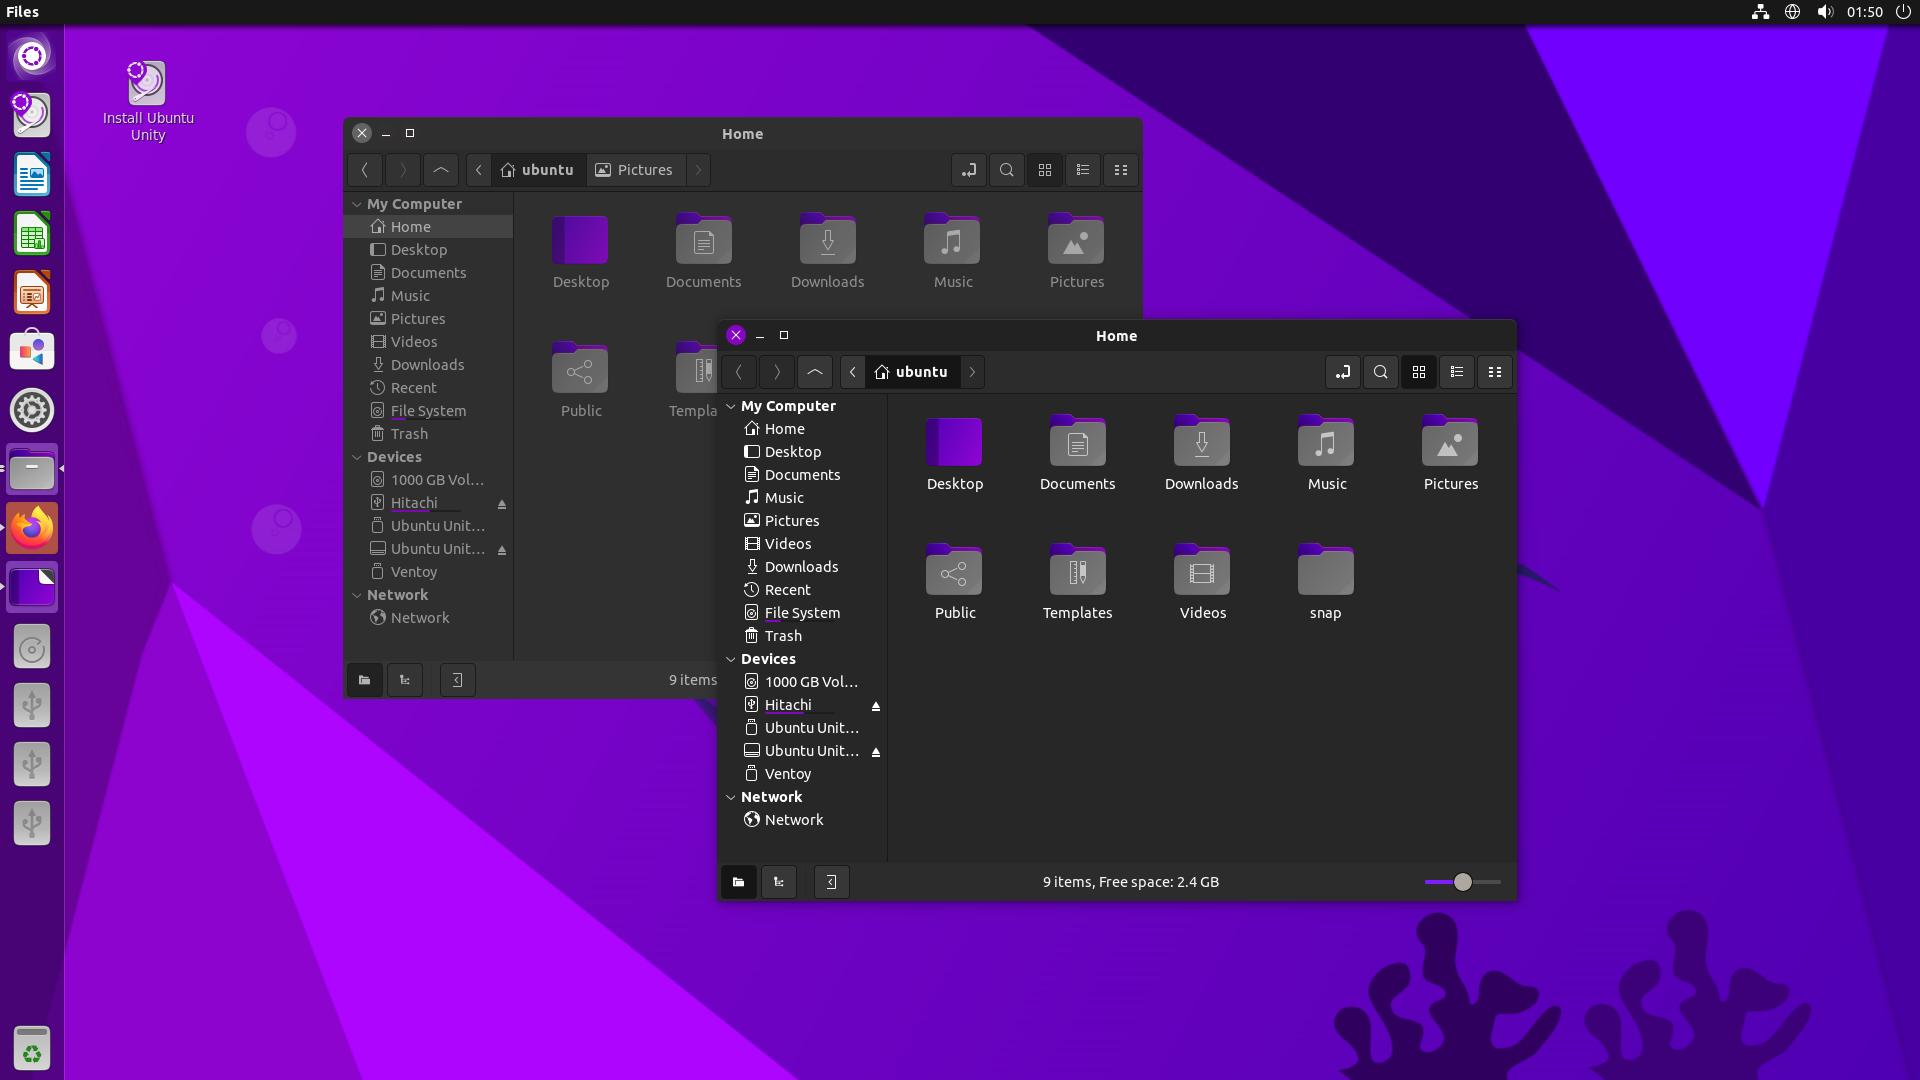 Files
01:50
Install Ubuntu
Unity
Home
ubuntu
Pictures
My Computer
Home
Desktop
Documents
Music
Pictures
Videos
Downloads
Recent
File System
Trash
Devices
1000 GB Vol...
Hitachi
Ubuntu Unit...
Ubuntu Unit...
Ventoy
Network
Network
Desktop
Documents
Downloads
Music
Pictures
Public
Templa
9 items
Home
ubuntu
My Computer
Home
Desktop
Documents
Music
Pictures
Videos
Downloads
Recent
File System
Trash
Devices
1000 GB Vol...
Hitachi
Ubuntu Unit...
Ubuntu Unit...
Ventoy
Network
Network
Desktop
Documents
Downloads
Music
Pictures
Public
Templates
Videos
snap
9 items, Free space: 2.4 GB